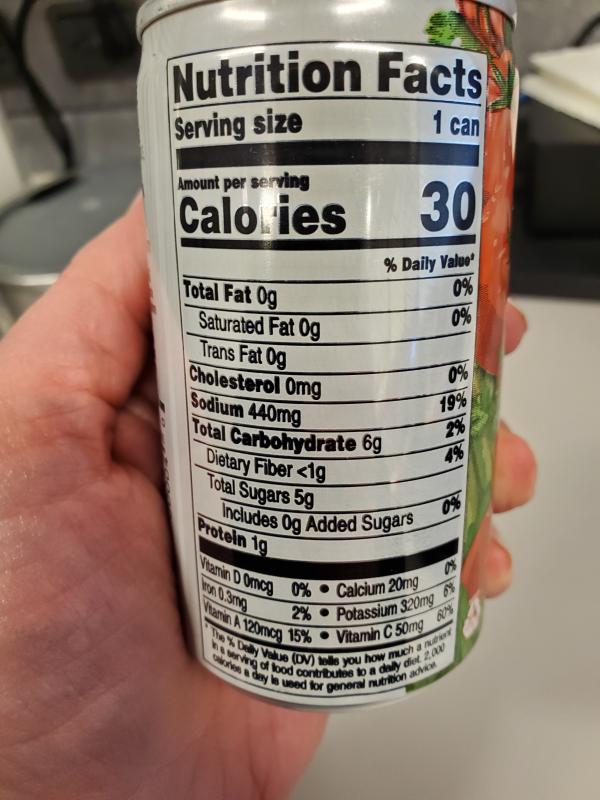 Nutrition Facts
Serving size 1 can
Amount per serving
Calories 30
% Daily Value*
Total Fat 0g 0%
Saturated Fat 0g 0%
Trans Fat 0g
Cholesterol 0mg 0%
Sodium 440mg 19%
Total Carbohydrate 6g 2%
Dietary Fiber <1g 4%
Total Sugars 5g
Includes 0g Added Sugars 0%
Protein 1g
Vitamin D 0mcg 0% • Calcium 20mg 0%
Iron 0.3mg 2% • Potassium 320mg 6%
Vitamin A 120mcg 15% • Vitamin C 50mg 60%
* The % Daily Value (DV) tells you how much a nutrient
in a serving of food contributes to a daily diet. 2,000
calories a day is used for general nutrition advice.